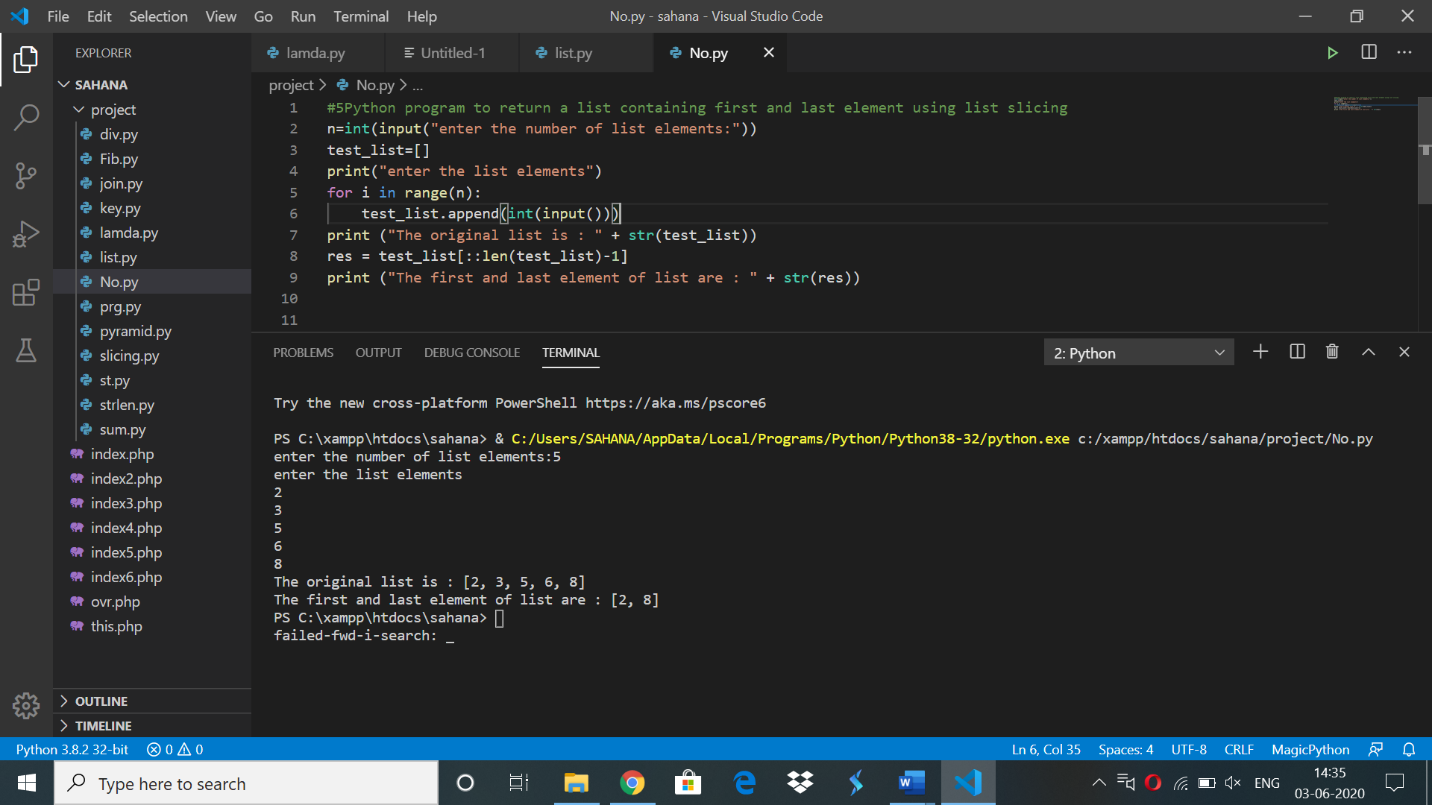 File Edit Selection View Go Run Terminal Help No.py - sahana - Visual Studio Code
EXPLORER
SAHANA
project
div.py
Fib.py
join.py
key.py
lamda.py
list.py
No.py
prg.py
pyramid.py
slicing.py
st.py
strlen.py
sum.py
index.php
index2.php
index3.php
index4.php
index5.php
index6.php
ovr.php
this.php
OUTLINE
TIMELINE
lamda.py Untitled-1 list.py No.py
project > No.py > ...
1 #5Python program to return a list containing first and last element using list slicing
2 n=int(input("enter the number of list elements:"))
3 test_list=[]
4 print("enter the list elements")
5 for i in range(n):
6     test_list.append(int(input()))
7 print ("The original list is : " + str(test_list))
8 res = test_list[::len(test_list)-1]
9 print ("The first and last element of list are : " + str(res))
10
11
PROBLEMS OUTPUT DEBUG CONSOLE TERMINAL 2: Python
Try the new cross-platform PowerShell https://aka.ms/pscore6
PS C:\xampp\htdocs\sahana> & C:/Users/SAHANA/AppData/Local/Programs/Python/Python38-32/python.exe c:/xampp/htdocs/sahana/project/No.py
enter the number of list elements:5
enter the list elements
2
3
5
6
8
The original list is : [2, 3, 5, 6, 8]
The first and last element of list are : [2, 8]
PS C:\xampp\htdocs\sahana>
failed-fwd-i-search: _
Python 3.8.2 32-bit 0 0 Ln 6, Col 35 Spaces: 4 UTF-8 CRLF MagicPython
Type here to search ENG 14:35
03-06-2020